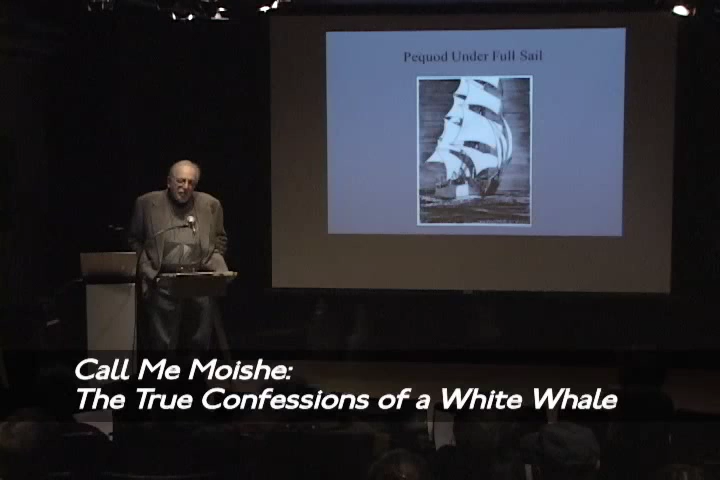 Pequod Under Full Sail
Call Me Moishe:
The True Confessions of a White Whale